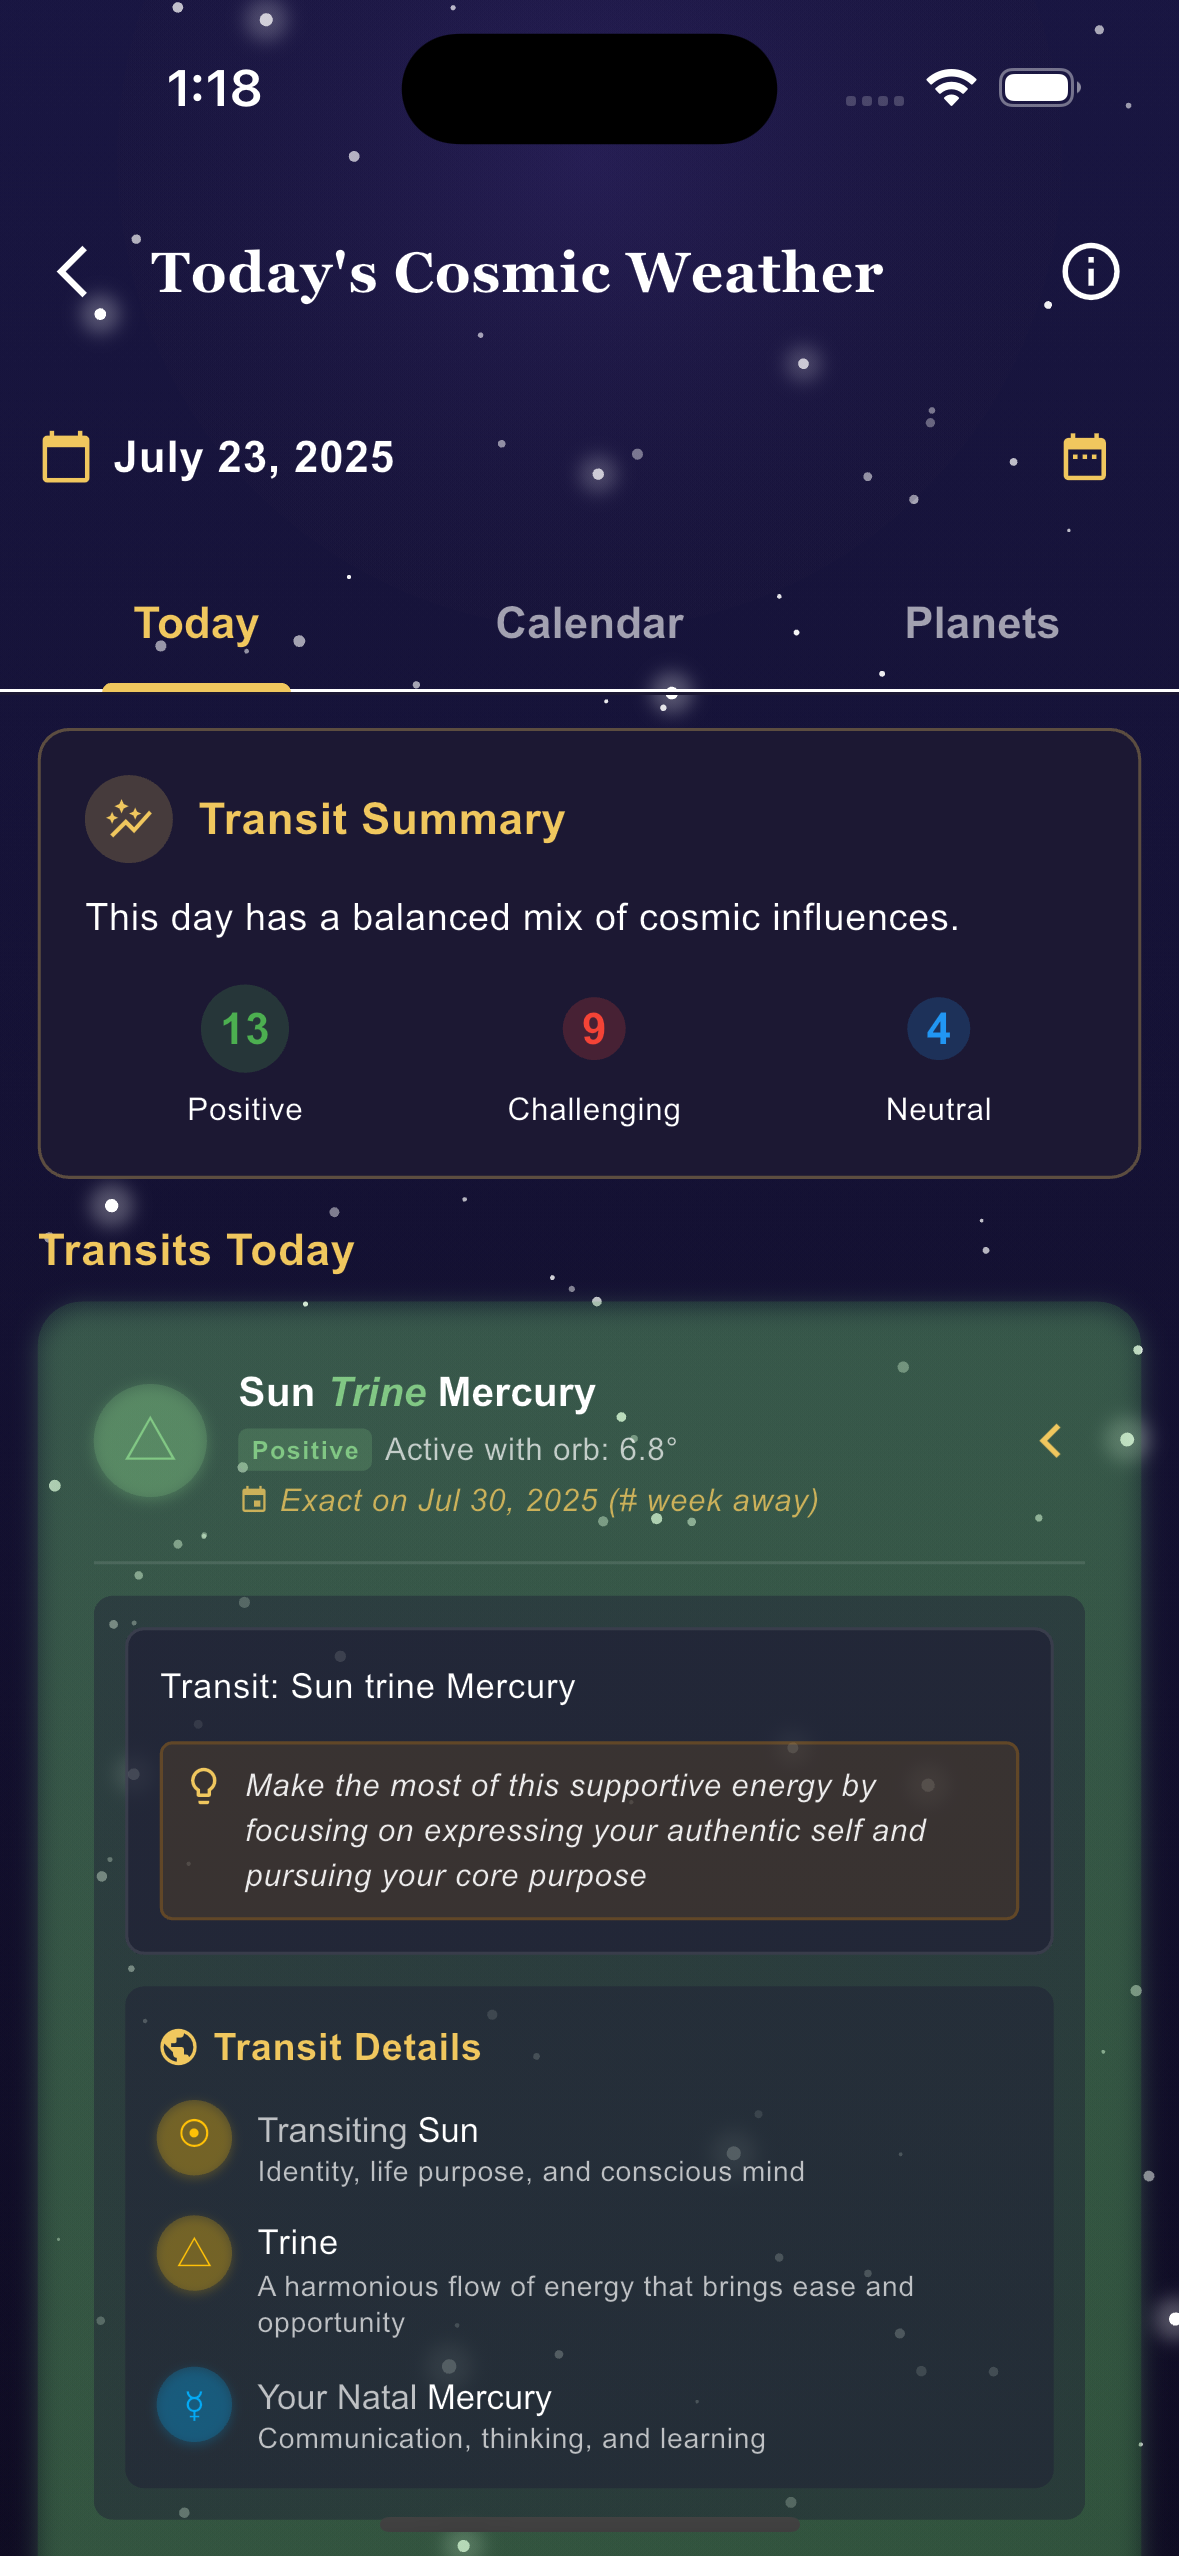 1:18
Today's Cosmic Weather
July 23, 2025
Today Calendar Planets
Transit Summary
This day has a balanced mix of cosmic influences.
13 9 4
Positive Challenging Neutral
Transits Today
Sun Trine Mercury
Positive Active with orb: 6.8°
Exact on Jul 30, 2025 (# week away)
Transit: Sun trine Mercury
Make the most of this supportive energy by
focusing on expressing your authentic self and
pursuing your core purpose
Transit Details
Transiting Sun
Identity, life purpose, and conscious mind
Trine
A harmonious flow of energy that brings ease and
opportunity
Your Natal Mercury
Communication, thinking, and learning